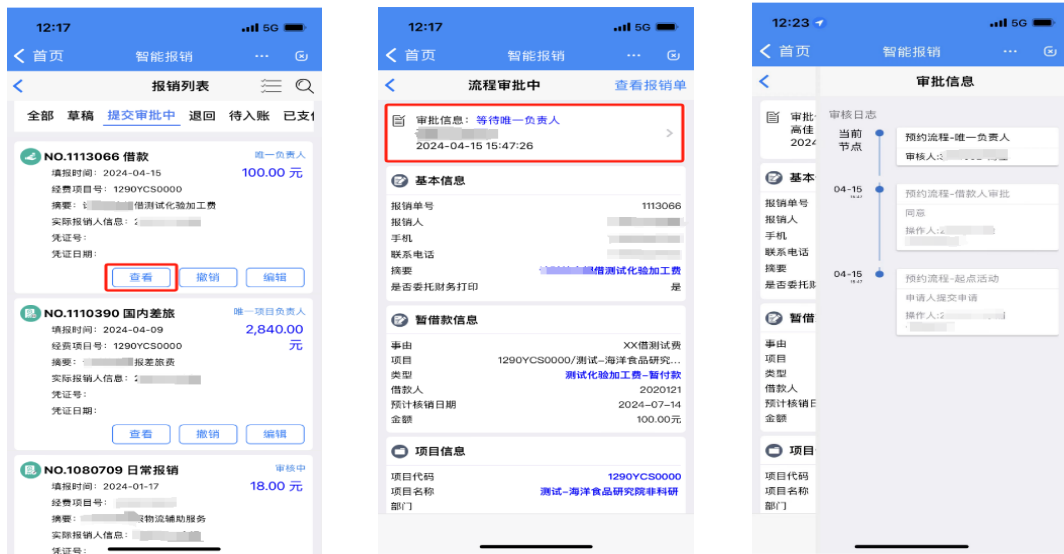 12:17
5G
首页
智能报销
报销列表
全部 草稿 提交审批中 退回 待入账 已支
NO.1113066 借款
唯一负责人
填报时间: 2024-04-15
100.00 元
经费项目号: 1290YCS0000
摘要: 借测试化验加工费
实际报销人信息:
凭证号:
凭证日期:
查看 撤销 编辑
NO.1110390 国内差旅
唯一项目负责人
填报时间: 2024-04-09
2,840.00
元
经费项目号: 1290YCS0000
摘要: 报差旅费
实际报销人信息:
凭证号:
凭证日期:
查看 撤销 编辑
NO.1080709 日常报销
审核中
填报时间: 2024-01-17
18.00 元
经费项目号:
摘要: 物流辅助服务
实际报销人信息:
凭证号:
12:17
5G
首页
智能报销
流程审批中
查看报销单
审批信息: 等待唯一负责人
2024-04-15 15:47:26
基本信息
报销单号 1113066
报销人
手机
联系电话
摘要 借测试化验加工费
是否委托财务打印 是
暂借款信息
事由 XX借测试费
项目 1290YCS0000/测试-海洋食品研究...
类型 测试化验加工费-暂付款
借款人 2020121
预计核销日期 2024-07-14
金额 100.00元
项目信息
项目代码 1290YCS0000
项目名称 测试-海洋食品研究院非科研
部门
12:23
5G
首页
智能报销
审批信息
审批
高佳
2024
基本
报销单号
报销人
手机
联系电话
摘要
是否委托
暂借
事由
项目
类型
借款人
预计核销
金额
项目
项目代码
项目名称
部门
审核日志
当前
节点
预约流程-唯一负责人
审核人:
04-15
15:47
预约流程-借款人审批
同意
操作人:
04-15
15:47
预约流程-起点活动
申请人提交申请
操作人: